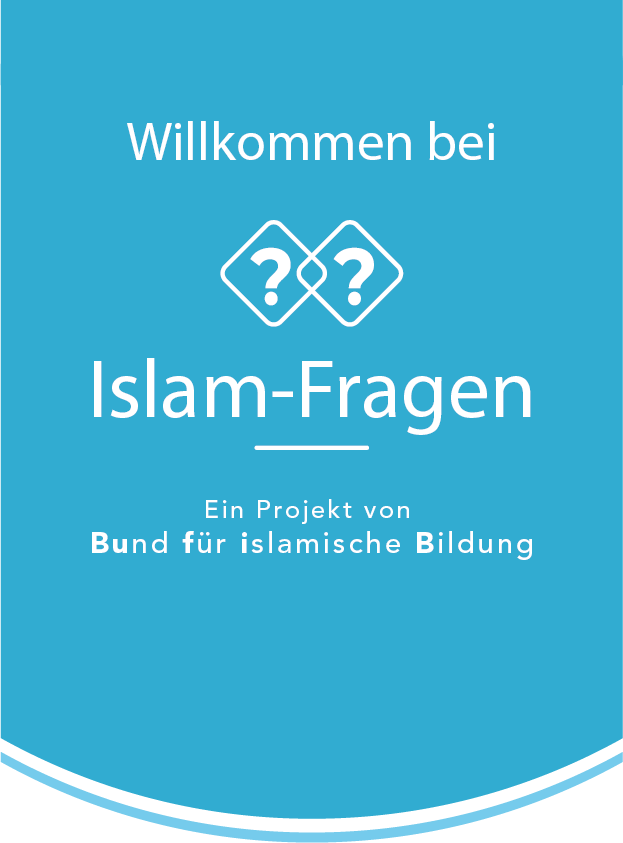 Willkommen bei
? ?
Islam-Fragen
Ein Projekt von
Bund für islamische Bildung